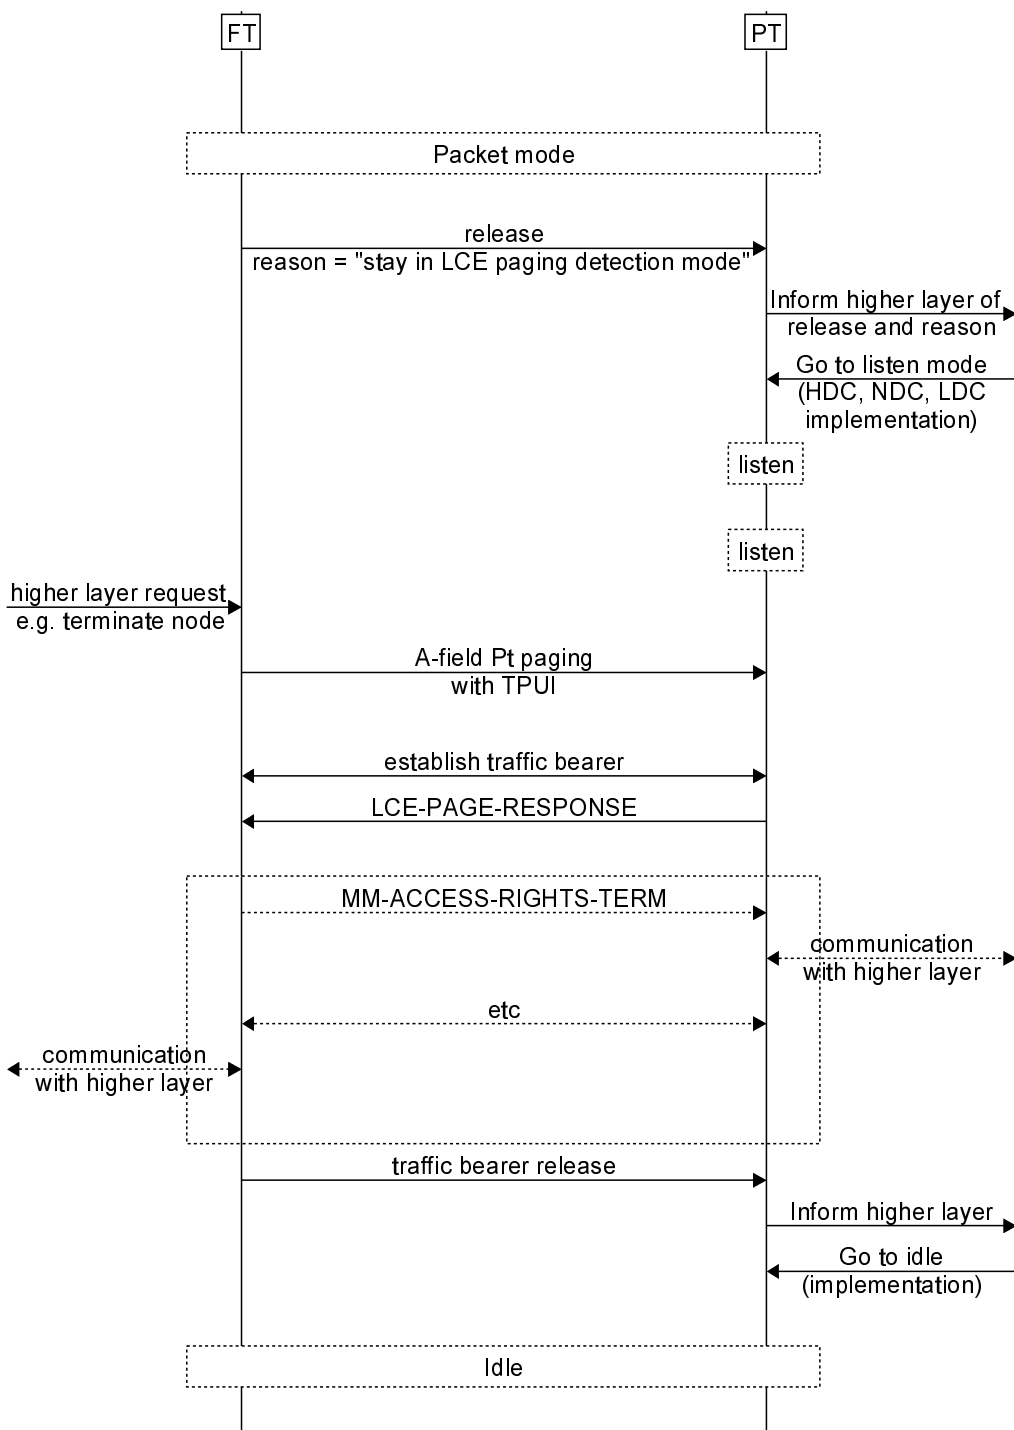 FT
PT
Packet mode
release
reason = "stay in LCE paging detection mode"
Inform higher layer of
release and reason
Go to listen mode
(HDC, NDC, LDC
implementation)
listen
listen
higher layer request
e.g. terminate node
A-field Pt paging
with TPUI
establish traffic bearer
LCE-PAGE-RESPONSE
MM-ACCESS-RIGHTS-TERM
communication
with higher layer
etc
communication
with higher layer
traffic bearer release
Inform higher layer
Go to idle
(implementation)
Idle